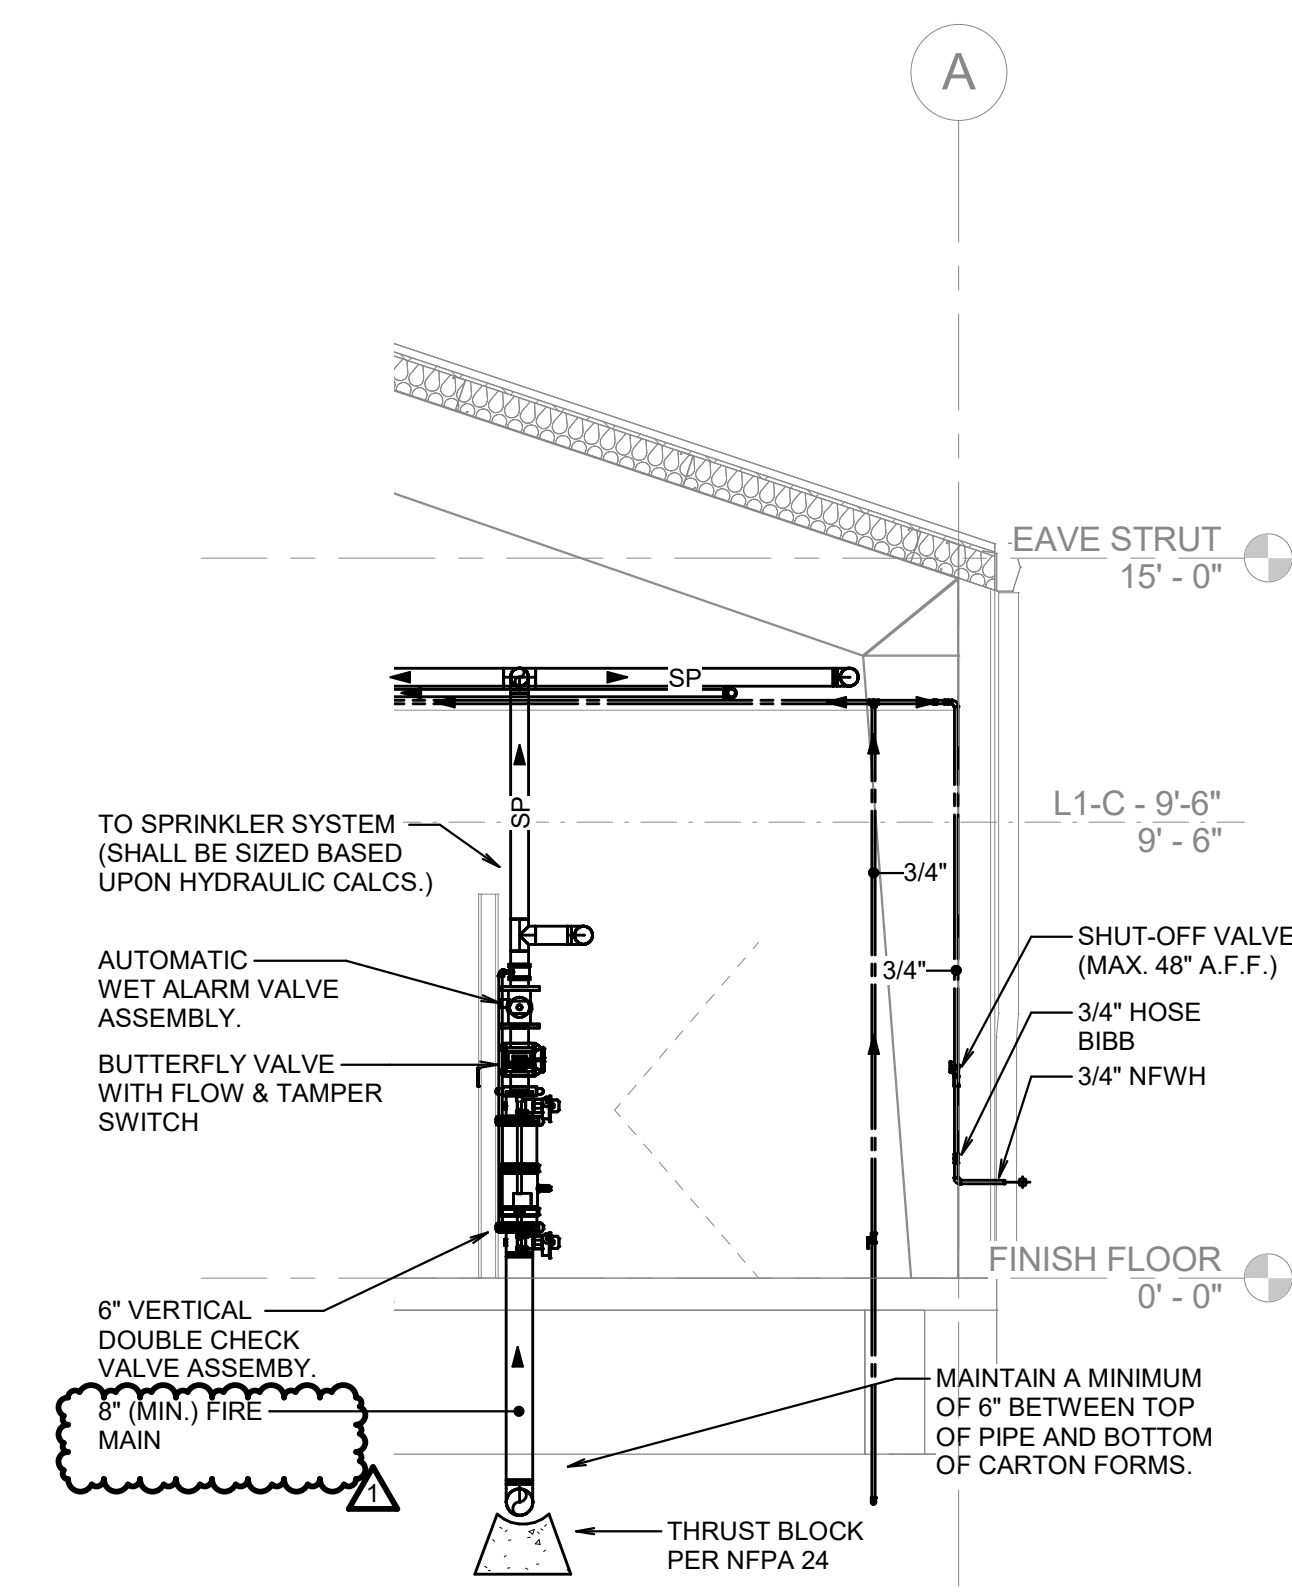 A
EAVE STRUT
15' - 0"
SP
SP
L1-C - 9'-6"
9' - 6"
TO SPRINKLER SYSTEM
(SHALL BE SIZED BASED
UPON HYDRAULIC CALCS.)
3/4"
AUTOMATIC
WET ALARM VALVE
ASSEMBLY.
3/4"
SHUT-OFF VALVE
(MAX. 48" A.F.F.)
3/4" HOSE
BIBB
BUTTERFLY VALVE
WITH FLOW & TAMPER
SWITCH
3/4" NFWH
FINISH FLOOR
0' - 0"
6" VERTICAL
DOUBLE CHECK
VALVE ASSEMBY.
8" (MIN.) FIRE
MAIN
1
MAINTAIN A MINIMUM
OF 6" BETWEEN TOP
OF PIPE AND BOTTOM
OF CARTON FORMS.
THRUST BLOCK
PER NFPA 24